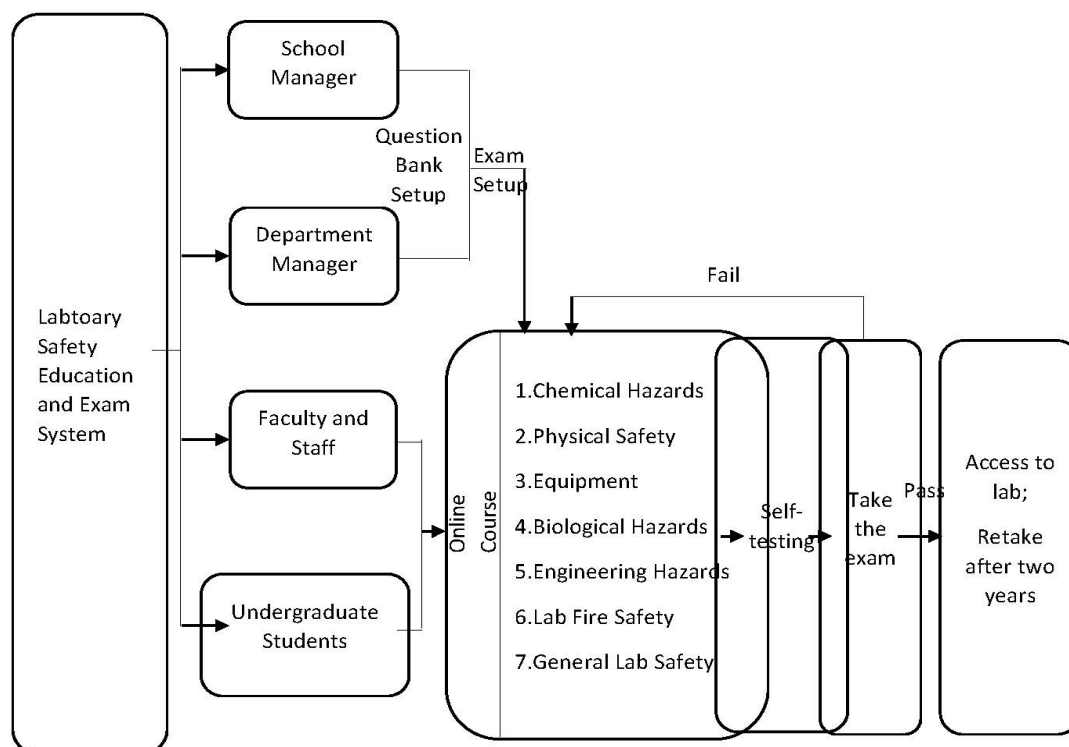 School
Manager
Question
Bank
Setup
Exam
Setup
Department
Manager
Fail
Labtoary
Safety
Education
and Exam
System
Faculty and
Staff
Undergraduate
Students
Online
Course
1.Chemical Hazards
2.Physical Safety
3.Equipment
4.Biological Hazards
5.Engineering Hazards
6.Lab Fire Safety
7.General Lab Safety
Self-
testing
Take
the
exam
Pass
Access to
lab;
Retake
after two
years